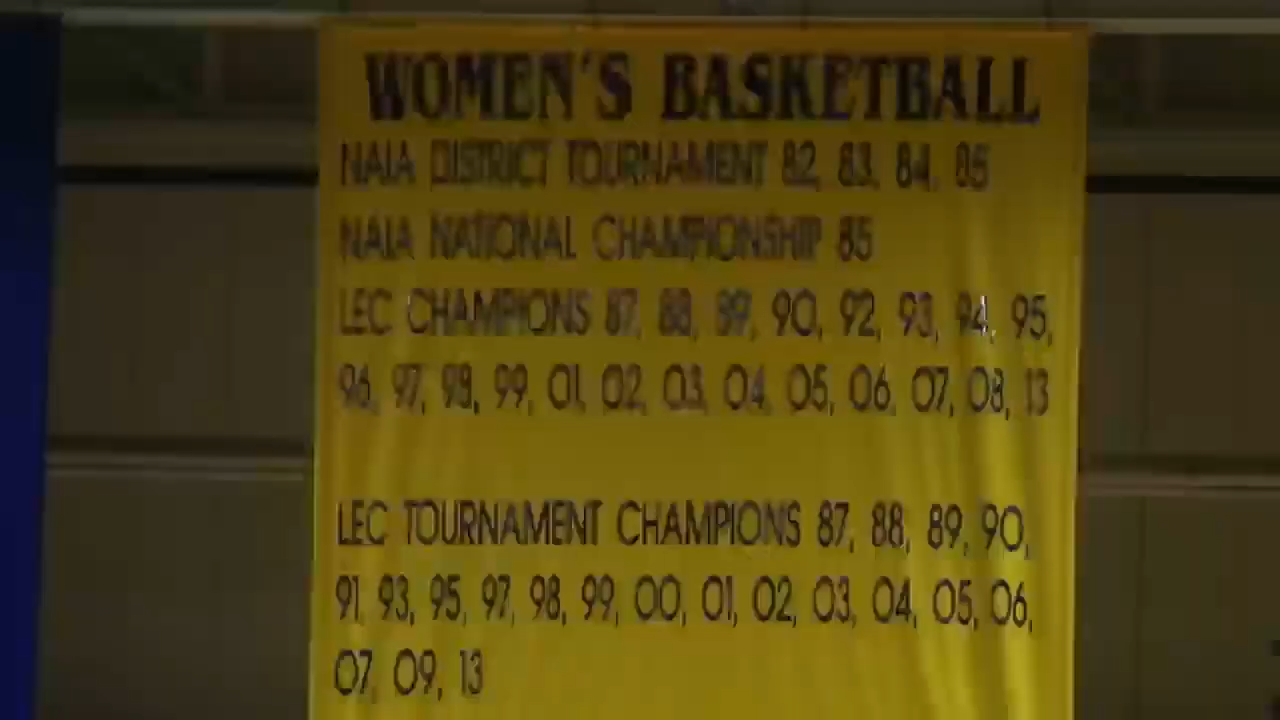 WOMEN'S BASKETBALL
NAIA DISTRICT TOURNAMENT 82, 83, 84, 85
NAIA NATIONAL CHAMPIONSHIP 85
LEC CHAMPIONS 87, 88, 89, 90, 92, 93, 94, 95,
96, 97, 98, 99, 01, 02, 03, 04, 05, 06, 07, 08, 13
LEC TOURNAMENT CHAMPIONS 87, 88, 89, 90,
91, 93, 95, 97, 98, 99, 00, 01, 02, 03, 04, 05, 06,
07, 09, 13